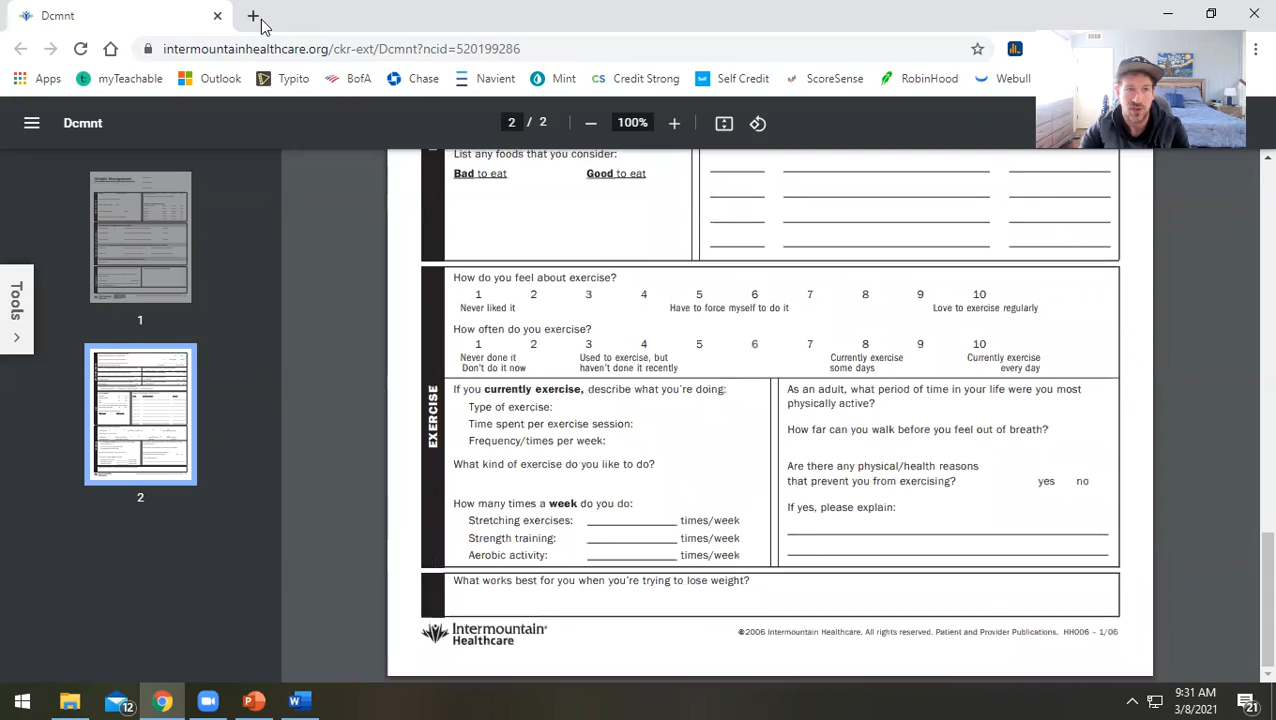 Dcmnt
intermountainhealthcare.org/ckr-ext/Dcmnt?ncid=520199286
Apps myTeachable Outlook Typito BofA Chase Navient Mint CS Credit Strong Self Credit ScoreSense RobinHood Webull
Dcmnt 2 / 2 100%
List any foods that you consider:
Bad to eat Good to eat
How do you feel about exercise?
1 2 3 4 5 6 7 8 9 10
Never liked it Have to force myself to do it Love to exercise regularly
How often do you exercise?
1 2 3 4 5 6 7 8 9 10
Never done it Used to exercise, but Currently exercise Currently exercise
Don't do it now haven't done it recently some days every day
EXERCISE
If you currently exercise, describe what you're doing:
Type of exercise:
Time spent per exercise session:
Frequency/times per week:
What kind of exercise do you like to do?
How many times a week do you do:
Stretching exercises: times/week
Strength training: times/week
Aerobic activity: times/week
As an adult, what period of time in your life were you most
physically active?
How far can you walk before you feel out of breath?
Are there any physical/health reasons
that prevent you from exercising? yes no
If yes, please explain:
What works best for you when you're trying to lose weight?
Intermountain
Healthcare
©2006 Intermountain Healthcare. All rights reserved. Patient and Provider Publications. HH006 – 1/06
Weight Management
1
2
Tools
12
9:31 AM
3/8/2021
21